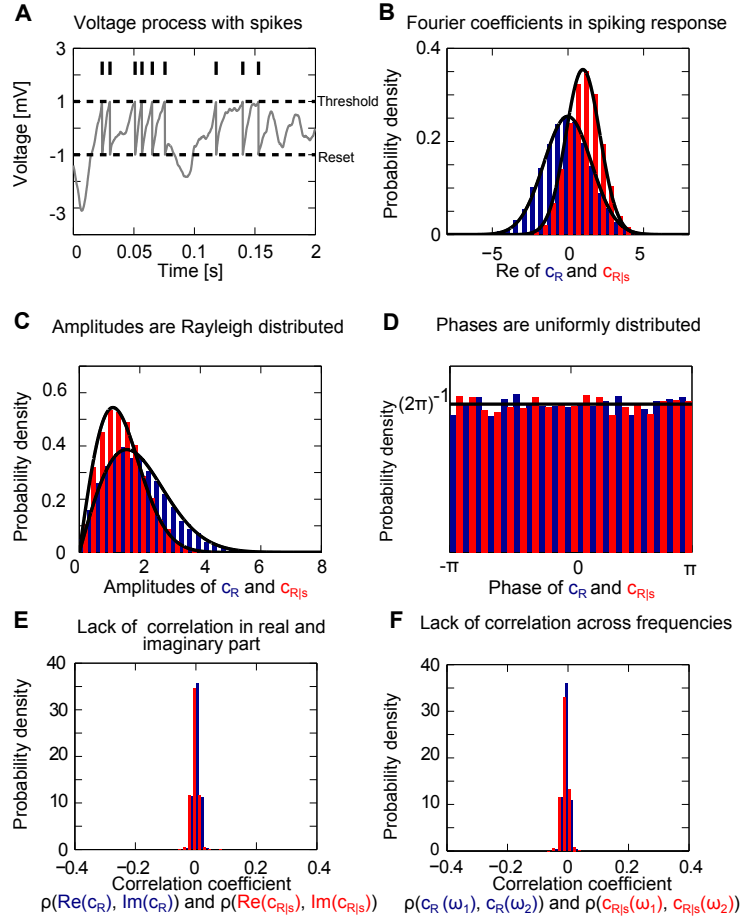 A
Voltage process with spikes
Voltage [mV]
3
1
-1
-3
Threshold
Reset
0
0.05
0.1
0.15
2
Time [s]
B
Fourier coefficients in spiking response
Probability density
0.4
0.2
0
−5
0
5
Re of c_R and c_R|s
C
Amplitudes are Rayleigh distributed
Probability density
0.6
0.4
0.2
0
0
2
4
6
8
Amplitudes of c_R and c_R|s
D
Phases are uniformly distributed
Probability density
(2π)^-1
-π
0
π
Phase of c_R and c_R|s
E
Lack of correlation in real and
imaginary part
Probability density
40
30
20
10
0
−0.4
−0.2
0
0.2
0.4
Correlation coefficient
ρ(Re(c_R), Im(c_R)) and ρ(Re(c_R|s), Im(c_R|s))
F
Lack of correlation across frequencies
Probability density
40
30
20
10
0
−0.4
−0.2
0
0.2
0.4
Correlation coefficient
ρ(c_R(ω_1), c_R(ω_2)) and ρ(c_R|s(ω_1), c_R|s(ω_2))